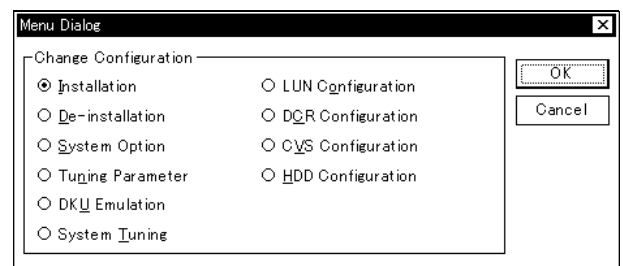 Menu Dialog
Change Configuration
Installation
De-installation
System Option
Tuning Parameter
DKU Emulation
System Tuning
LUN Configuration
DCR Configuration
CVS Configuration
HDD Configuration
OK
Cancel